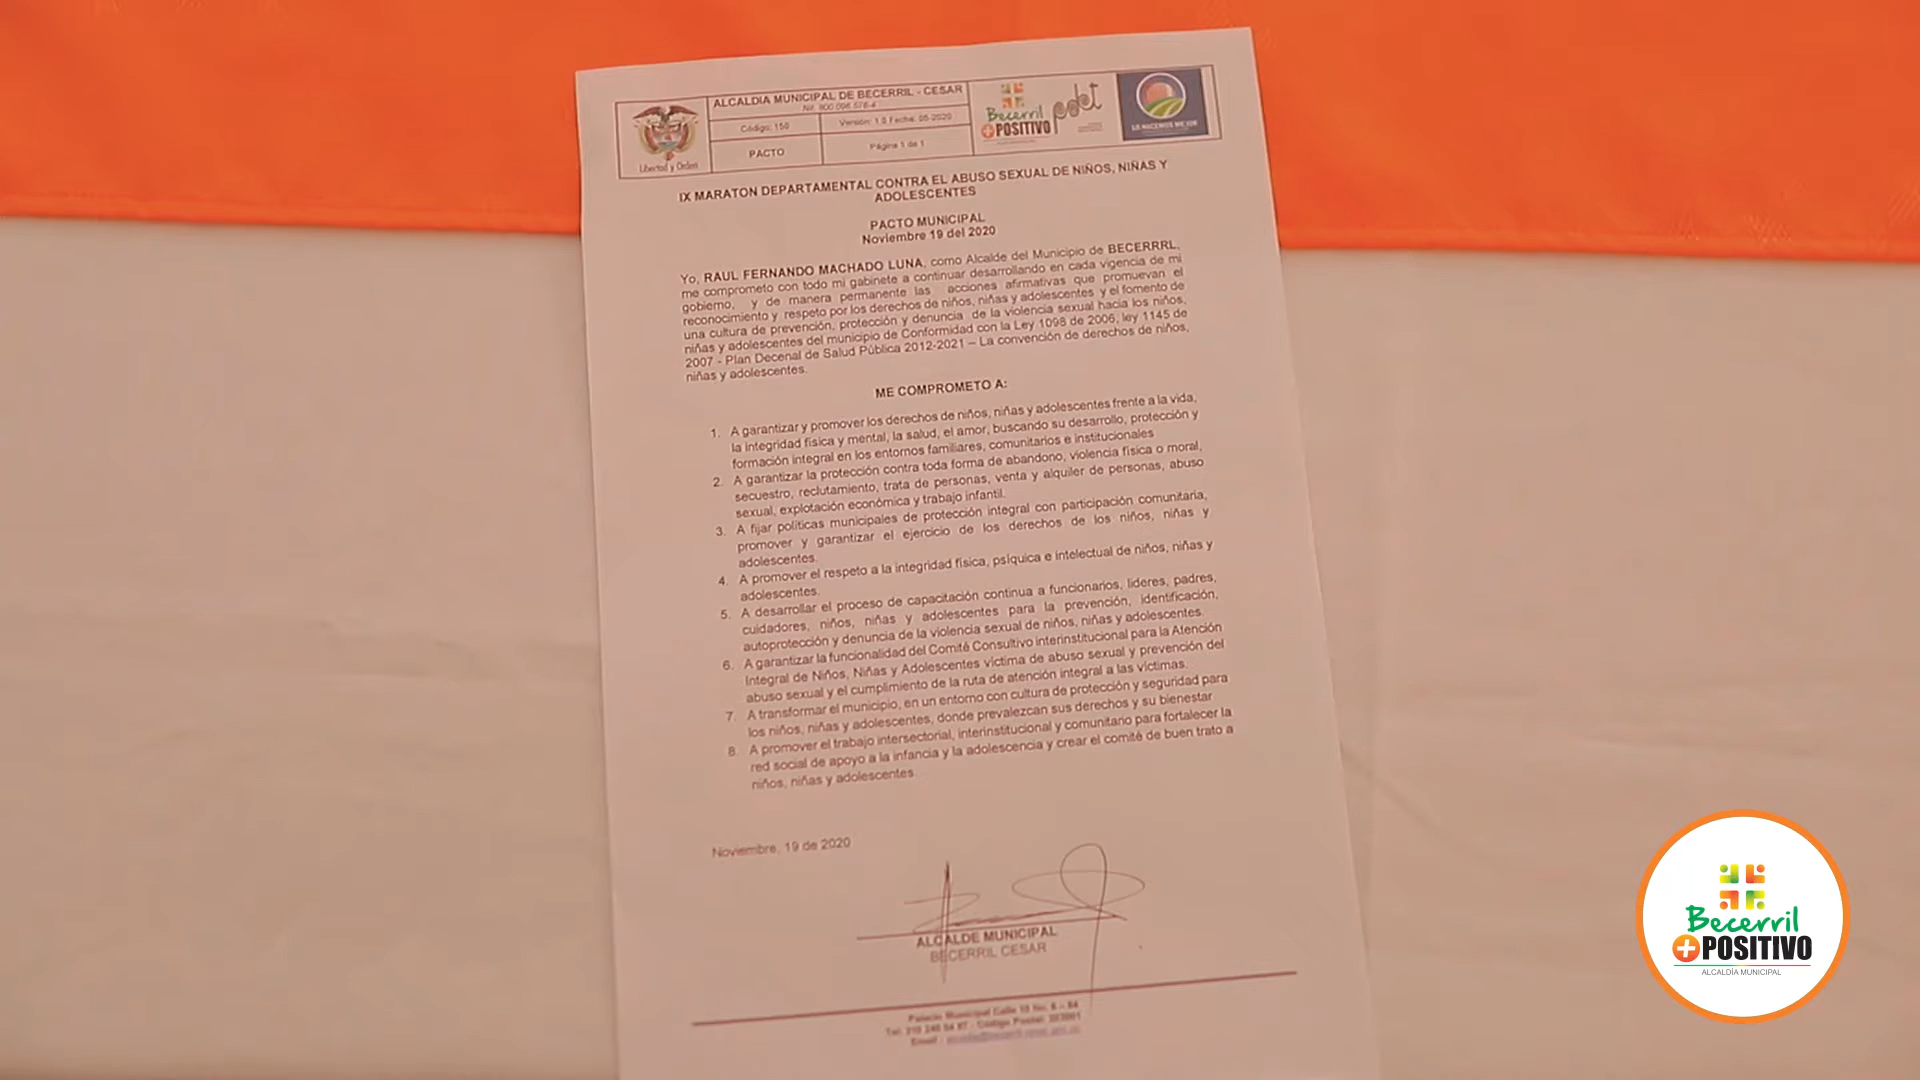 Libertad y Orden
ALCALDIA MUNICIPAL DE BECERRIL - CESAR
Nit. 800 096 576-4
Código: 150
Versión: 1.0 Fecha: 05-2020
PACTO
Página 1 de 1
Becerril
+POSITIVO
pdet
LO HACEMOS MEJOR
IX MARATON DEPARTAMENTAL CONTRA EL ABUSO SEXUAL DE NIÑOS, NIÑAS Y
ADOLESCENTES
PACTO MUNICIPAL
Noviembre 19 del 2020
Yo, RAUL FERNANDO MACHADO LUNA, como Alcalde del Municipio de BECERRRL,
me comprometo con todo mi gabinete a continuar desarrollando en cada vigencia de mi
gobierno, y de manera permanente las acciones afirmativas que promuevan el
reconocimiento y respeto por los derechos de niños, niñas y adolescentes y el fomento de
una cultura de prevención, protección y denuncia de la violencia sexual hacia los niños,
niñas y adolescentes del municipio de Conformidad con la Ley 1098 de 2006, ley 1145 de
2007 - Plan Decenal de Salud Pública 2012-2021 – La convención de derechos de niños,
niñas y adolescentes.
ME COMPROMETO A:
1. A garantizar y promover los derechos de niños, niñas y adolescentes frente a la vida,
la integridad física y mental, la salud, el amor, buscando su desarrollo, protección y
formación integral en los entornos familiares, comunitarios e institucionales
2. A garantizar la protección contra toda forma de abandono, violencia física o moral,
secuestro, reclutamiento, trata de personas, venta y alquiler de personas, abuso
sexual, explotación económica y trabajo infantil.
3. A fijar políticas municipales de protección integral con participación comunitaria,
promover y garantizar el ejercicio de los derechos de los niños, niñas y
adolescentes.
4. A promover el respeto a la integridad física, psíquica e intelectual de niños, niñas y
adolescentes.
5. A desarrollar el proceso de capacitación continua a funcionarios, lideres, padres,
cuidadores, niños, niñas y adolescentes para la prevención, identificación,
autoprotección y denuncia de la violencia sexual de niños, niñas y adolescentes.
6. A garantizar la funcionalidad del Comité Consultivo interinstitucional para la Atención
Integral de Niños, Niñas y Adolescentes víctima de abuso sexual y prevención del
abuso sexual y el cumplimiento de la ruta de atención integral a las víctimas.
7. A transformar el municipio, en un entorno con cultura de protección y seguridad para
los niños, niñas y adolescentes, donde prevalezcan sus derechos y su bienestar
8. A promover el trabajo intersectorial, interinstitucional y comunitario para fortalecer la
red social de apoyo a la infancia y la adolescencia y crear el comité de buen trato a
niños, niñas y adolescentes
Noviembre, 19 de 2020
ALCALDE MUNICIPAL
BECERRIL CESAR
Palacio Municipal Calle
Código Postal:
Email
Becerril
+POSITIVO
ALCALDÍA MUNICIPAL